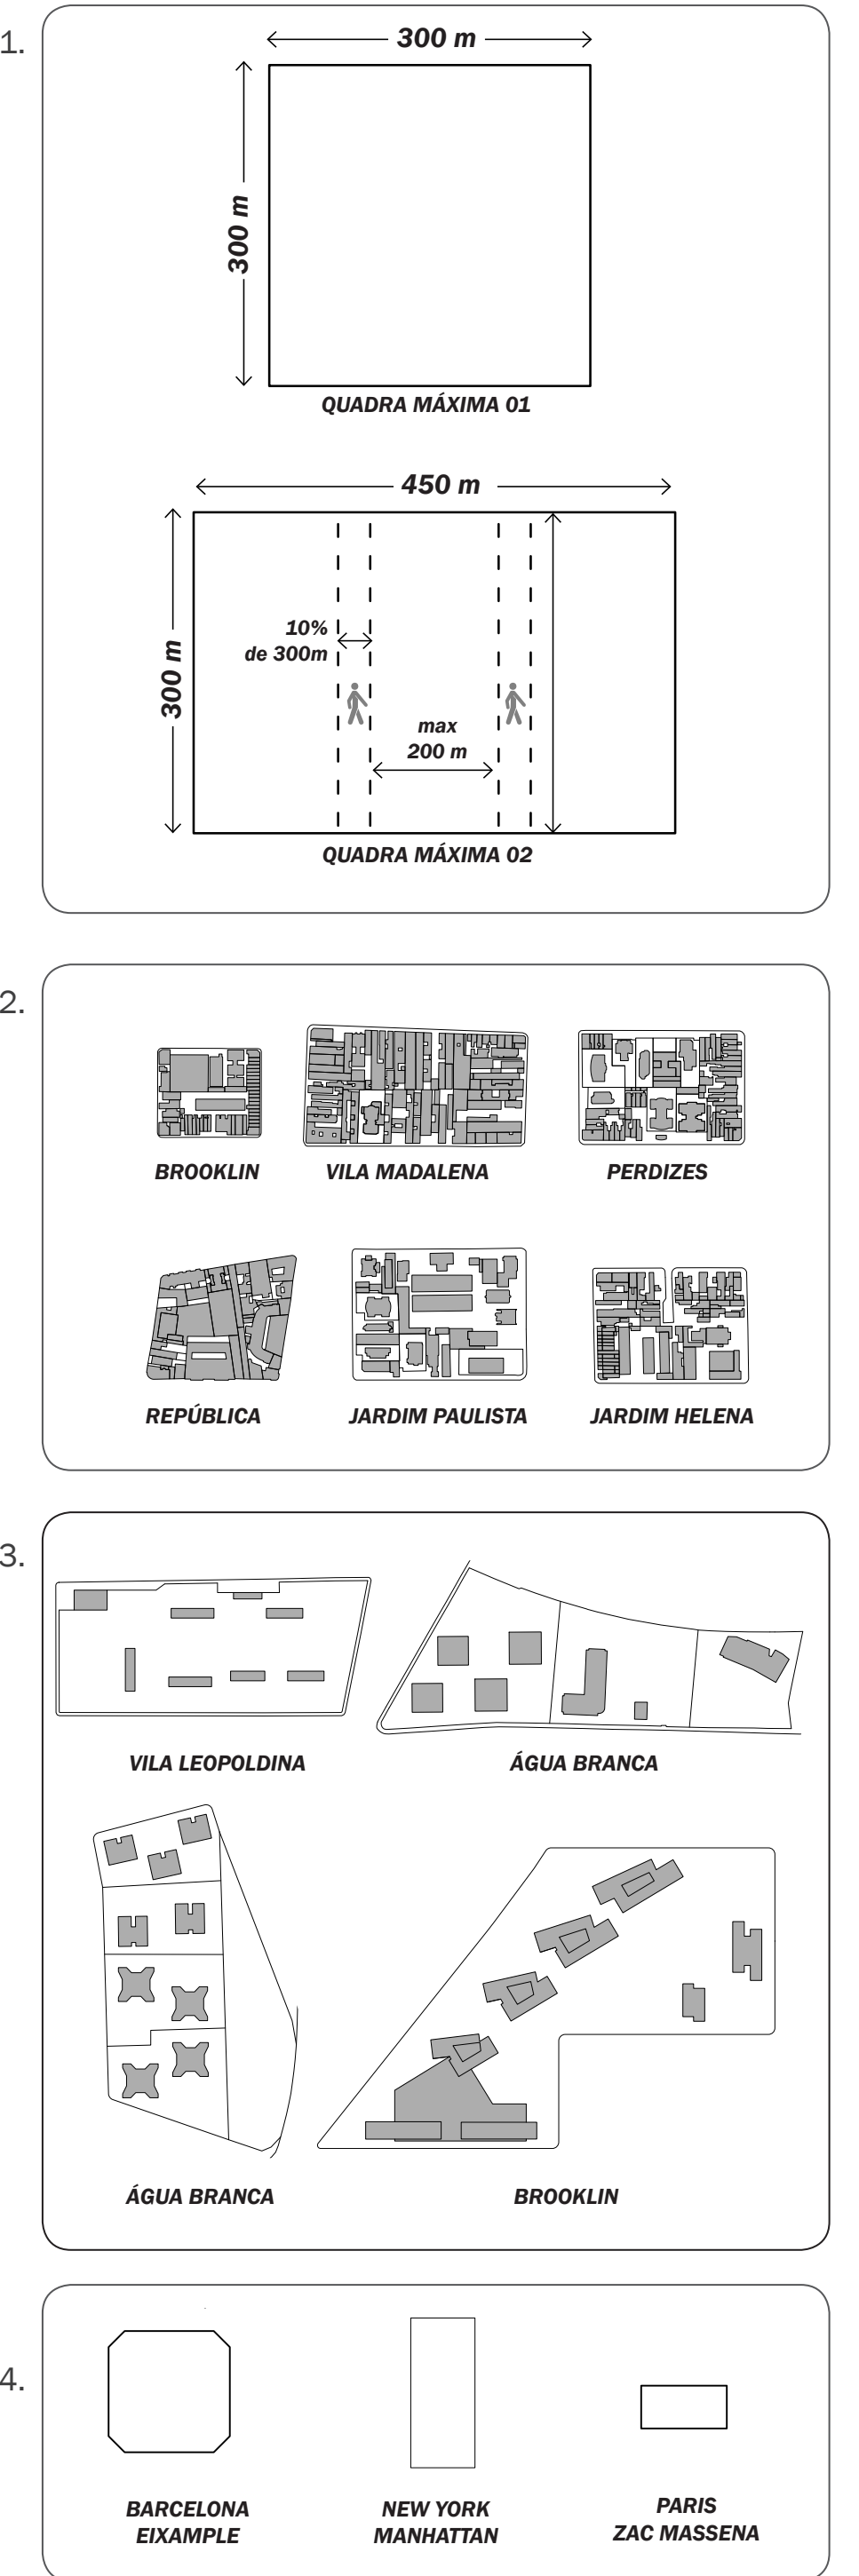 1.
300 m
300 m
QUADRA MÁXIMA 01
450 m
300 m
10%
de 300m
max
200 m
QUADRA MÁXIMA 02
2.
BROOKLIN
VILA MADALENA
PERDIZES
REPÚBLICA
JARDIM PAULISTA
JARDIM HELENA
3.
VILA LEOPOLDINA
ÁGUA BRANCA
ÁGUA BRANCA
BROOKLIN
4.
BARCELONA
EIXAMPLE
NEW YORK
MANHATTAN
PARIS
ZAC MASSENA